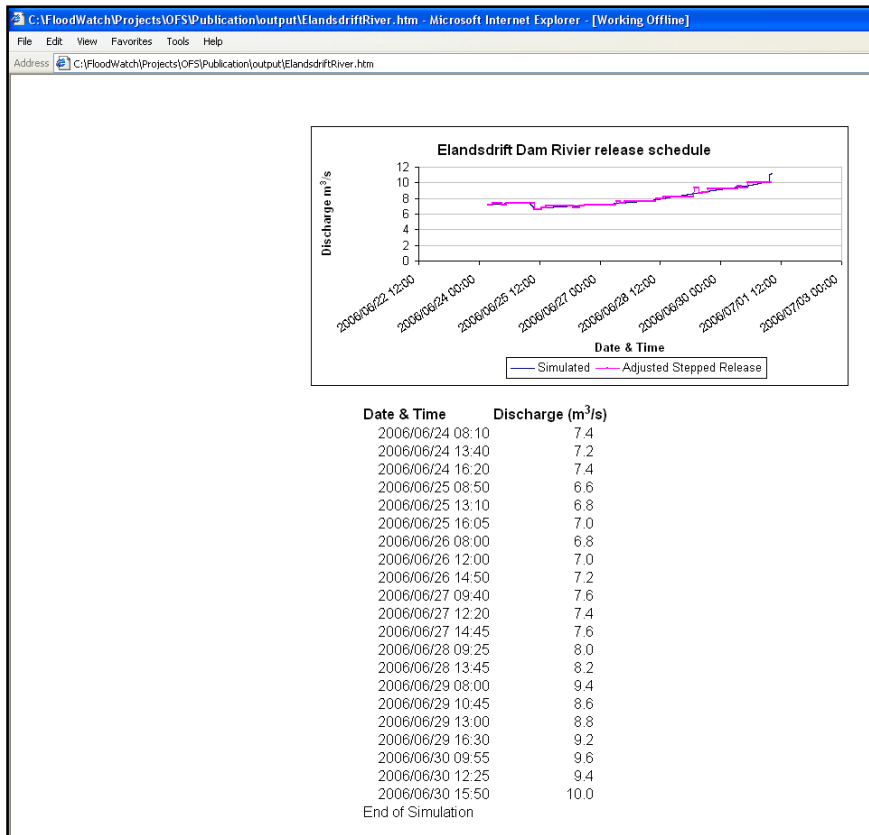 C:\FloodWatch\Projects\OFS\Publication\output\ElandsdriftRiver.htm - Microsoft Internet Explorer - [Working Offline]
File Edit View Favorites Tools Help
Address C:\FloodWatch\Projects\OFS\Publication\output\ElandsdriftRiver.htm
Elandsdrift Dam Rivier release schedule
Discharge m³/s
12
10
8
6
4
2
0
2006/06/22 12:00
2006/06/24 00:00
2006/06/25 12:00
2006/06/27 00:00
2006/06/28 12:00
2006/06/30 00:00
2006/07/01 12:00
2006/07/03 00:00
Date & Time
Simulated Adjusted Stepped Release
Date & Time Discharge (m³/s)
2006/06/24 08:10 7.4
2006/06/24 13:40 7.2
2006/06/24 16:20 7.4
2006/06/25 08:50 6.6
2006/06/25 13:10 6.8
2006/06/25 16:05 7.0
2006/06/26 08:00 6.8
2006/06/26 12:00 7.0
2006/06/26 14:50 7.2
2006/06/27 09:40 7.6
2006/06/27 12:20 7.4
2006/06/27 14:45 7.6
2006/06/28 09:25 8.0
2006/06/28 13:45 8.2
2006/06/29 08:00 9.4
2006/06/29 10:45 8.6
2006/06/29 13:00 8.8
2006/06/29 16:30 9.2
2006/06/30 09:55 9.6
2006/06/30 12:25 9.4
2006/06/30 15:50 10.0
End of Simulation